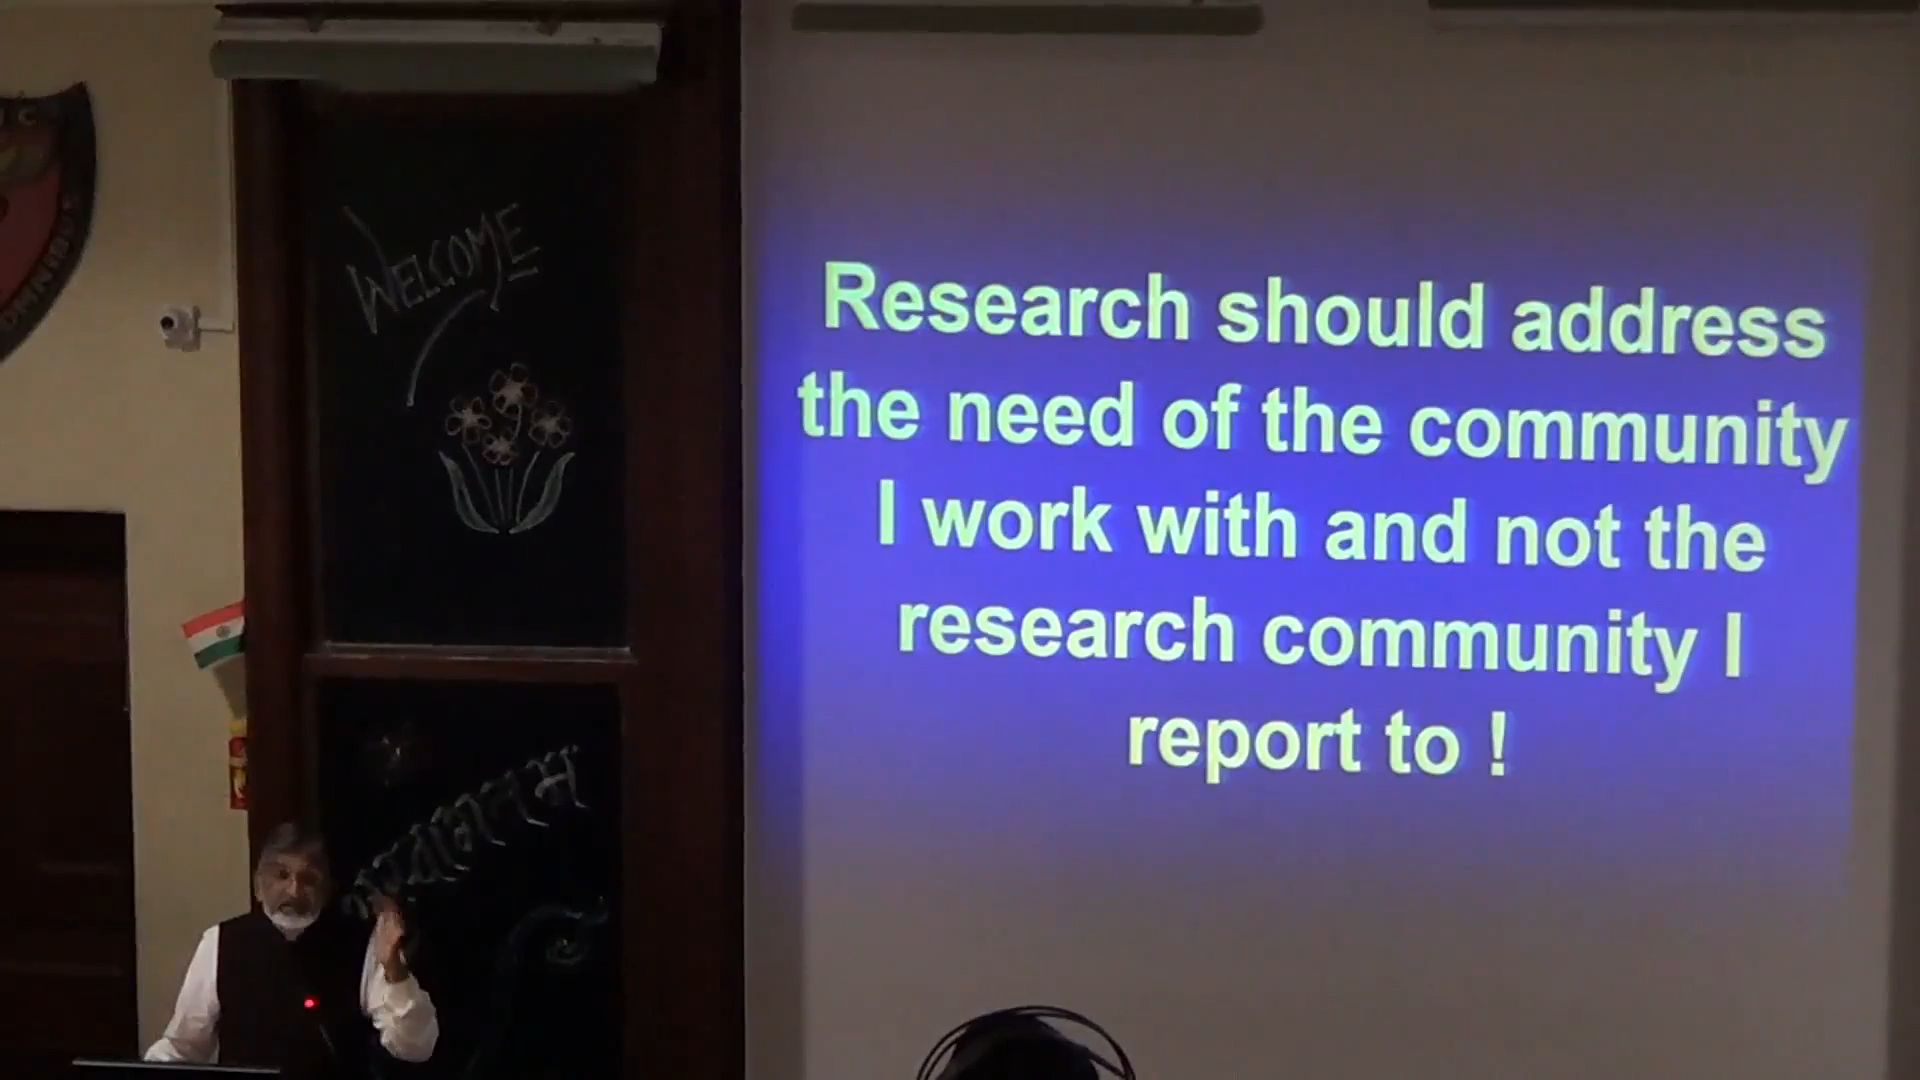 WELCOME
Research should address
the need of the community
I work with and not the
research community I
report to !